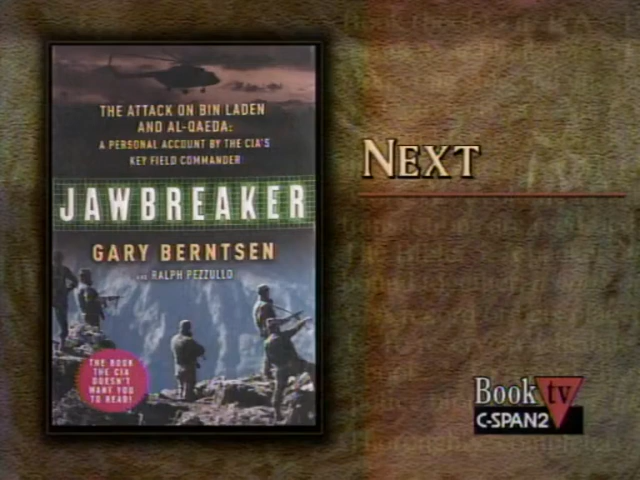 THE ATTACK ON BIN LADEN
AND AL-QAEDA:
A PERSONAL ACCOUNT BY THE CIA'S
KEY FIELD COMMANDER
JAWBREAKER
GARY BERNTSEN
AND RALPH PEZZULLO
THE BOOK
THE CIA
DOESN'T
WANT YOU
TO READ!
NEXT
Book tv
C-SPAN2